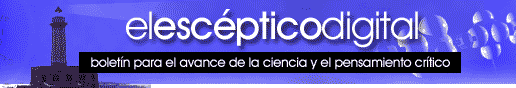 elescépticodigital
boletín para el avance de la ciencia y el pensamiento crítico